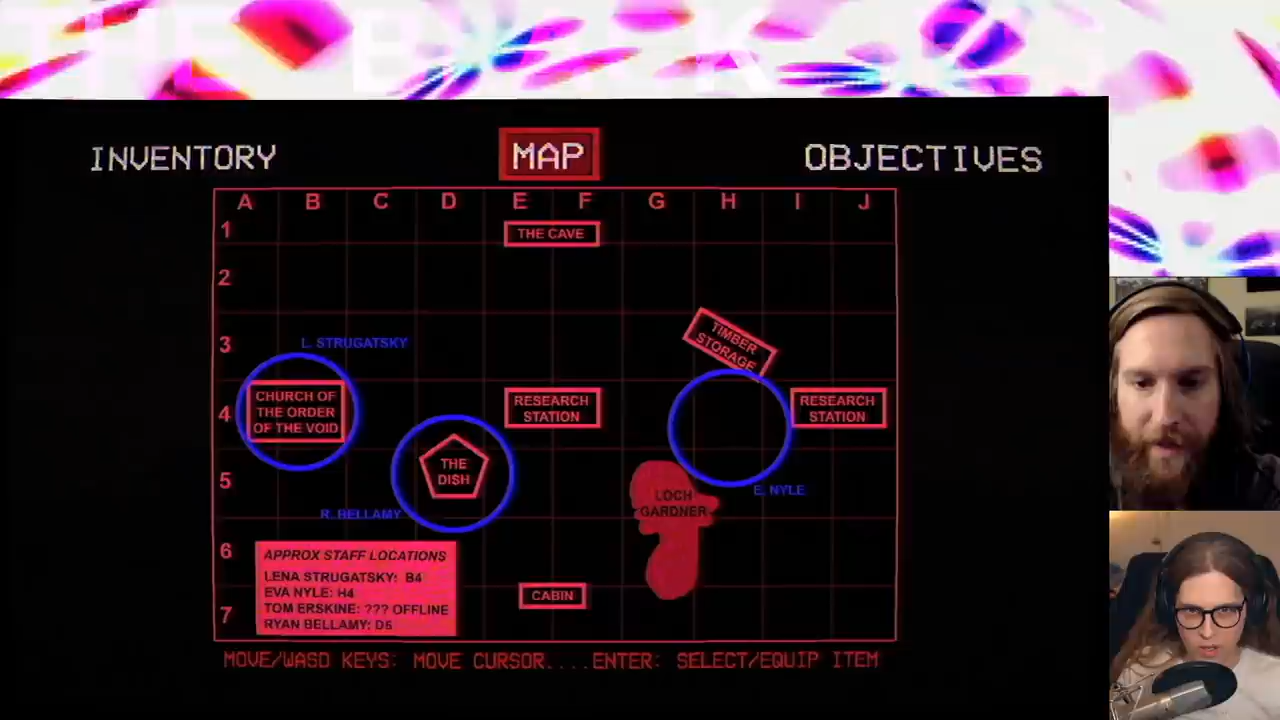 INVENTORY
MAP
OBJECTIVES
A B C D E F G H I J
1
THE CAVE
2
3
L. STRUGATSKY
TIMBER
STORAGE
4
CHURCH OF
THE ORDER
OF THE VOID
RESEARCH
STATION
RESEARCH
STATION
5
THE
DISH
E. NYLE
LOCH
GARDNER
R. BELLAMY
6
APPROX STAFF LOCATIONS
LENA STRUGATSKY: B4
EVA NYLE: H4
TOM ERSKINE: ??? OFFLINE
RYAN BELLAMY: D5
CABIN
7
MOVE/WASD KEYS: MOVE CURSOR....ENTER: SELECT/EQUIP ITEM